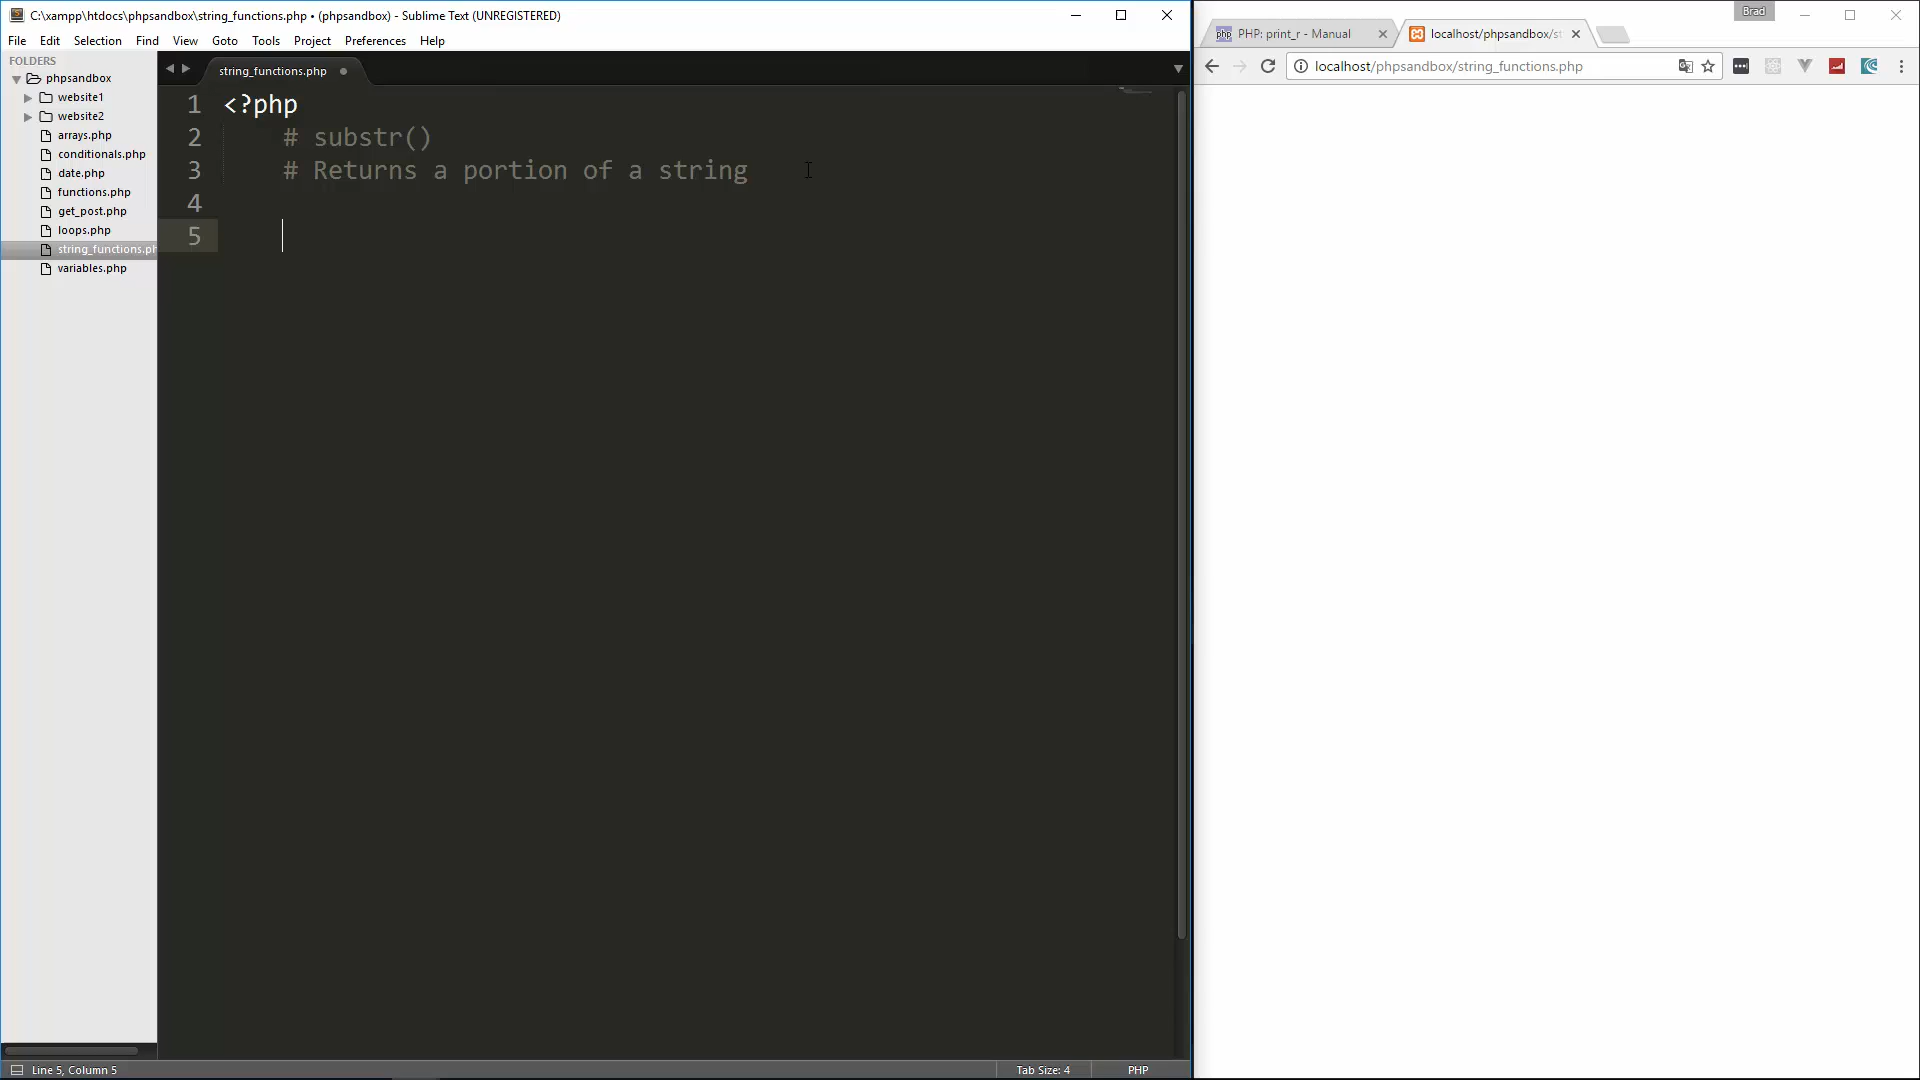 C:\xampp\htdocs\phpsandbox\string_functions.php • (phpsandbox) - Sublime Text (UNREGISTERED)
File Edit Selection Find View Goto Tools Project Preferences Help
FOLDERS
phpsandbox
website1
website2
arrays.php
conditionals.php
date.php
functions.php
get_post.php
loops.php
string_functions.ph
variables.php
string_functions.php
1 <?php
2 # substr()
3 # Returns a portion of a string
4
5
Line 5, Column 5
Tab Size: 4
PHP
Brad
php PHP: print_r - Manual
localhost/phpsandbox/st
localhost/phpsandbox/string_functions.php